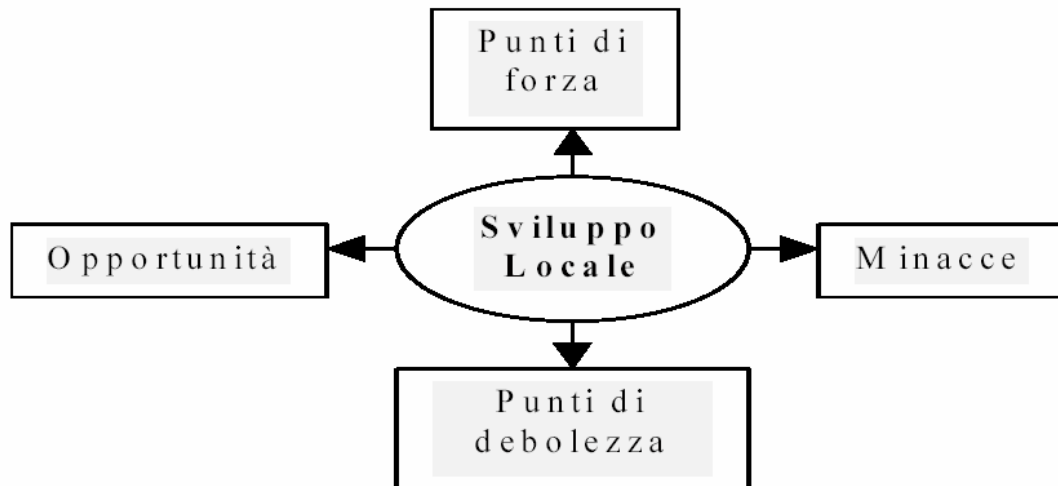 Punti di
forza
Opportunità
Sviluppo
Locale
Minacce
Punti di
debolezza